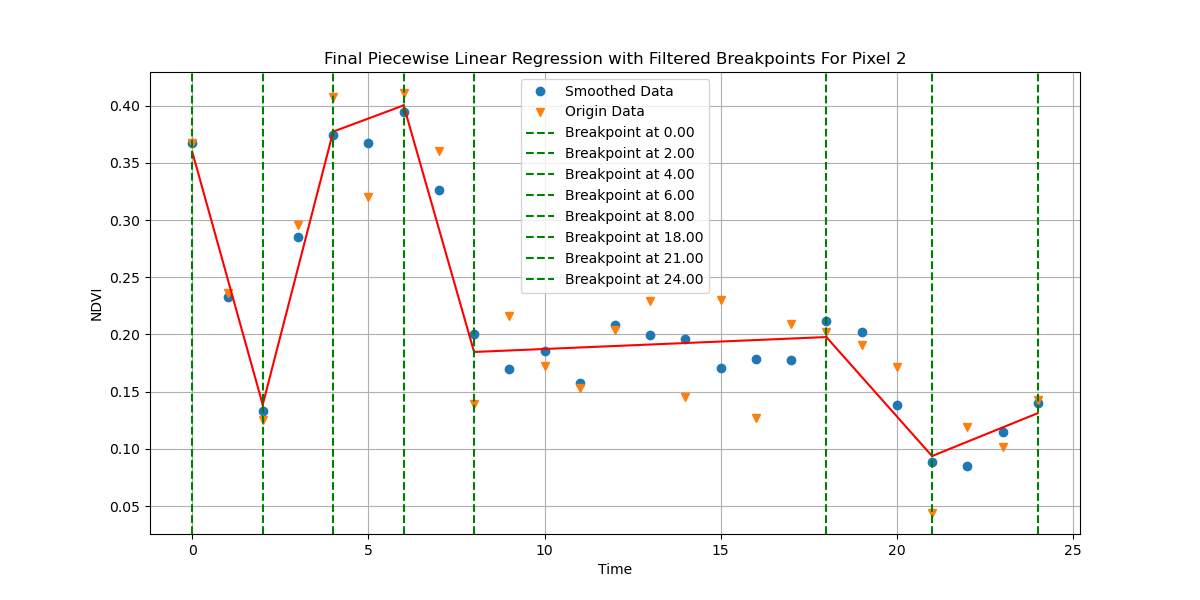 Final Piecewise Linear Regression with Filtered Breakpoints For Pixel 2
Smoothed Data
Origin Data
Breakpoint at 0.00
Breakpoint at 2.00
Breakpoint at 4.00
Breakpoint at 6.00
Breakpoint at 8.00
Breakpoint at 18.00
Breakpoint at 21.00
Breakpoint at 24.00
NDVI
0.40
0.35
0.30
0.25
0.20
0.15
0.10
0.05
0 5 10 15 20 25
Time